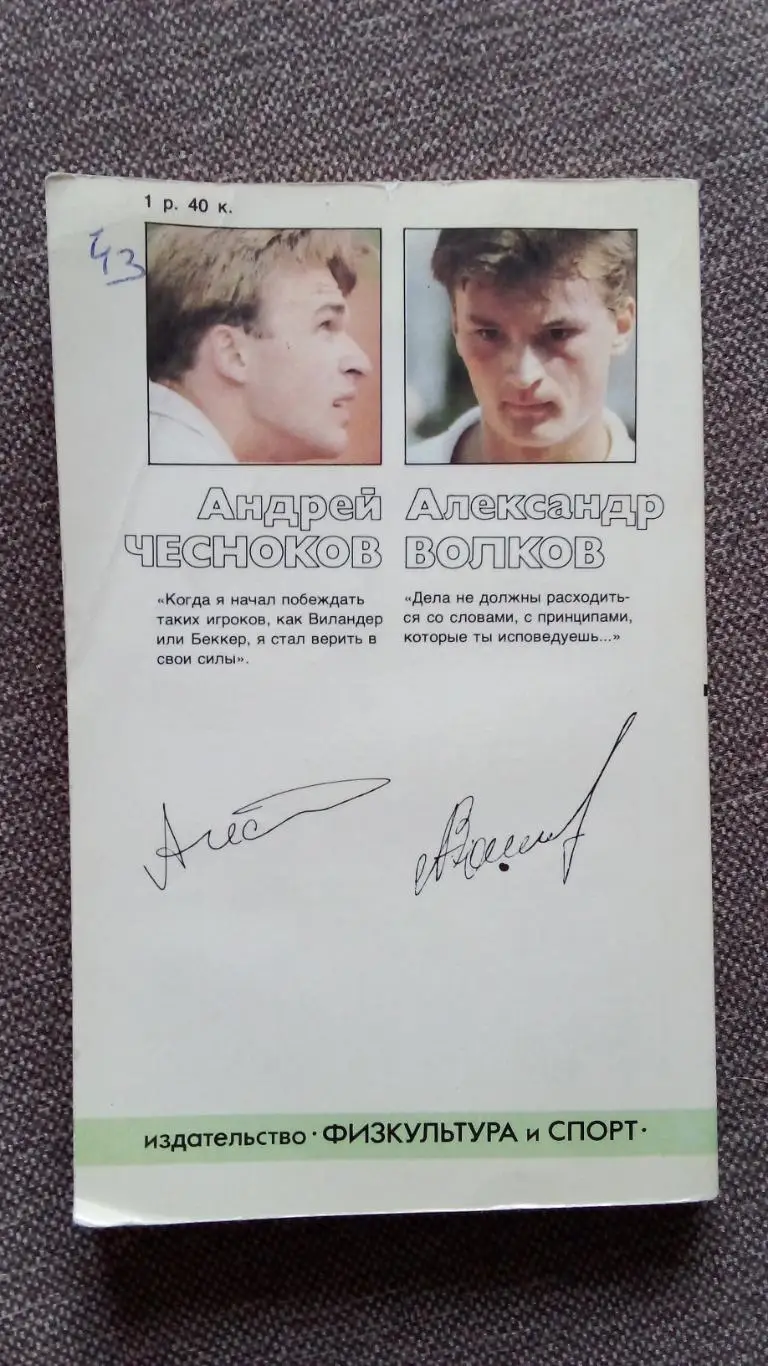 1 р. 40 к.
43
Андрей
ЧЕСНОКОВ
«Когда я начал побеждать
таких игроков, как Виландер
или Беккер, я стал верить в
свои силы».
Александр
ВОЛКОВ
«Дела не должны расходить-
ся со словами, с принципами,
которые ты исповедуешь...»
издательство · ФИЗКУЛЬТУРА и СПОРТ ·